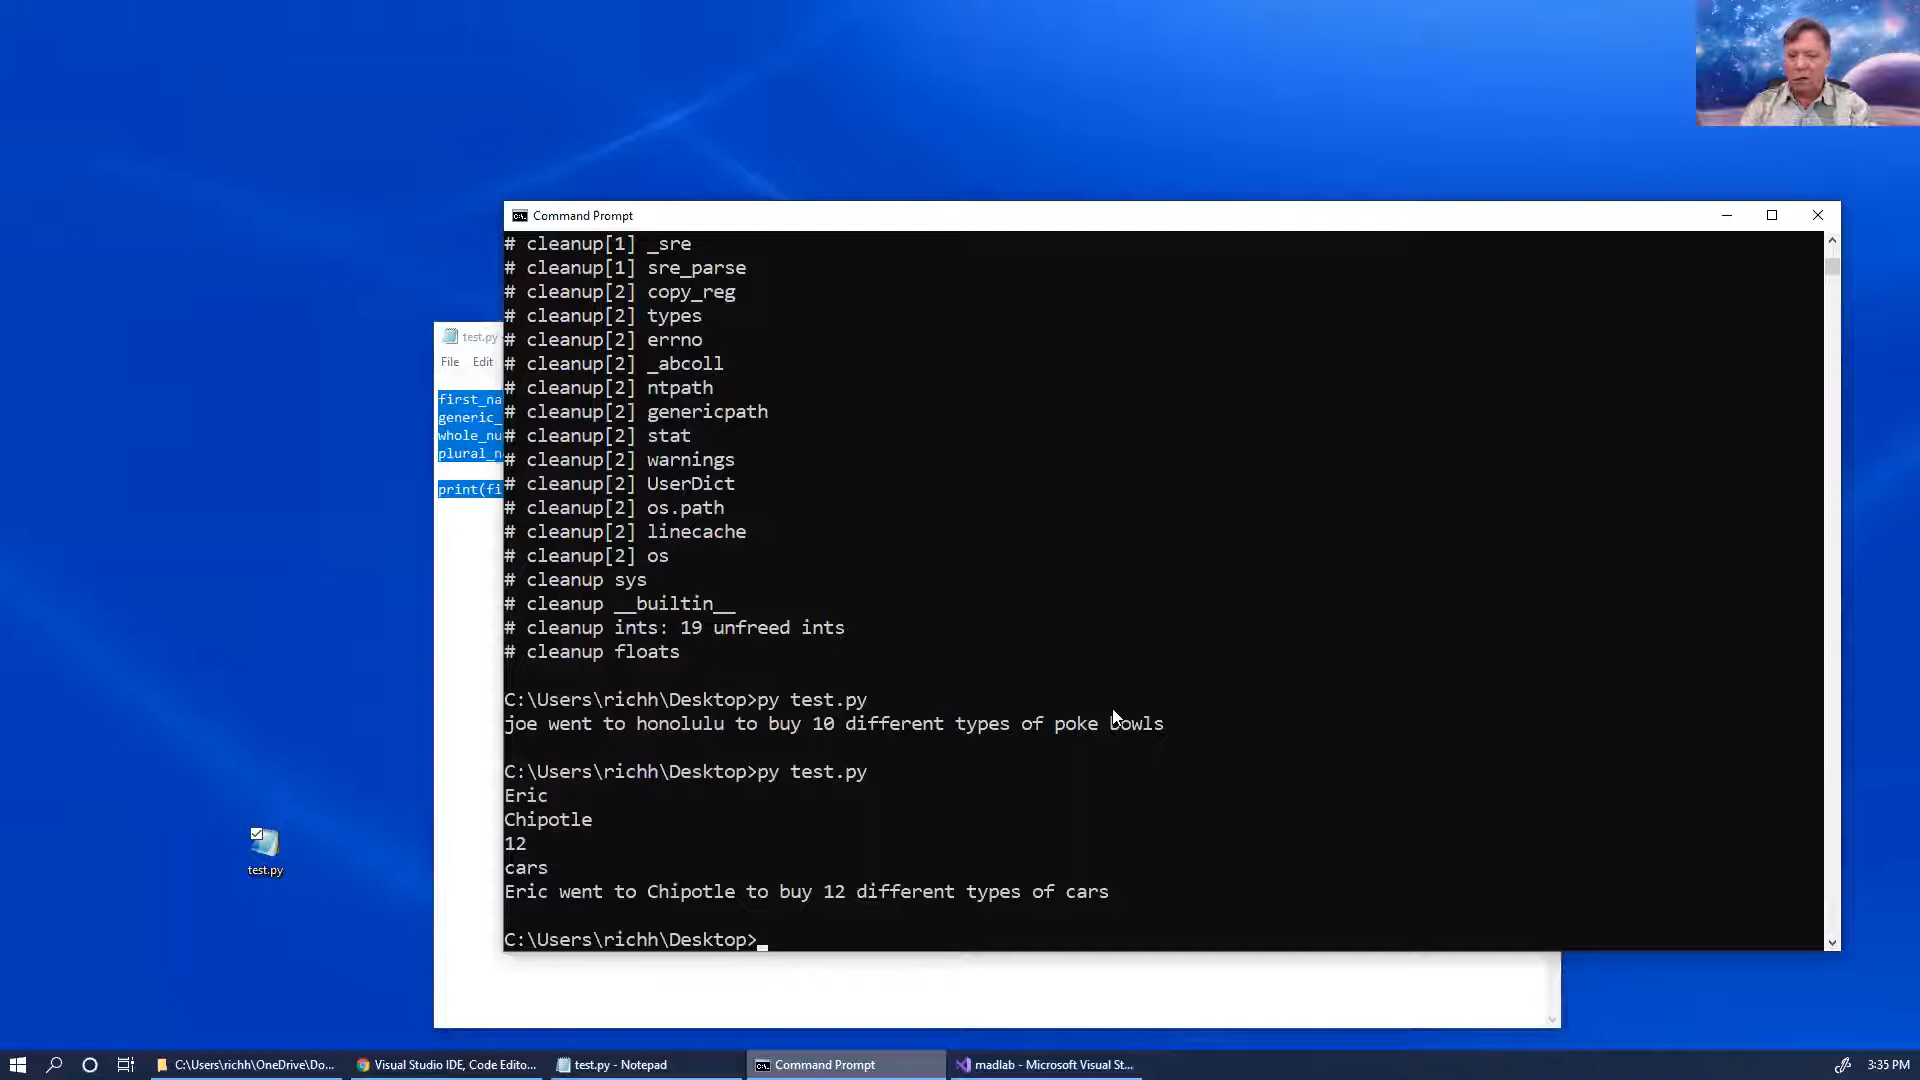 Command Prompt
# cleanup[1] _sre
# cleanup[1] sre_parse
# cleanup[2] copy_reg
# cleanup[2] types
# cleanup[2] errno
# cleanup[2] _abcoll
# cleanup[2] ntpath
# cleanup[2] genericpath
# cleanup[2] stat
# cleanup[2] warnings
# cleanup[2] UserDict
# cleanup[2] os.path
# cleanup[2] linecache
# cleanup[2] os
# cleanup sys
# cleanup __builtin__
# cleanup ints: 19 unfreed ints
# cleanup floats
C:\Users\richh\Desktop>py test.py
joe went to honolulu to buy 10 different types of poke bowls
C:\Users\richh\Desktop>py test.py
Eric
Chipotle
12
cars
Eric went to Chipotle to buy 12 different types of cars
C:\Users\richh\Desktop>
test.py
File Edit
first_na
generic_
whole_nu
plural_n
print(fi
test.py
C:\Users\richh\OneDrive\Do...
Visual Studio IDE, Code Edito...
test.py - Notepad
Command Prompt
madlab - Microsoft Visual St...
3:35 PM